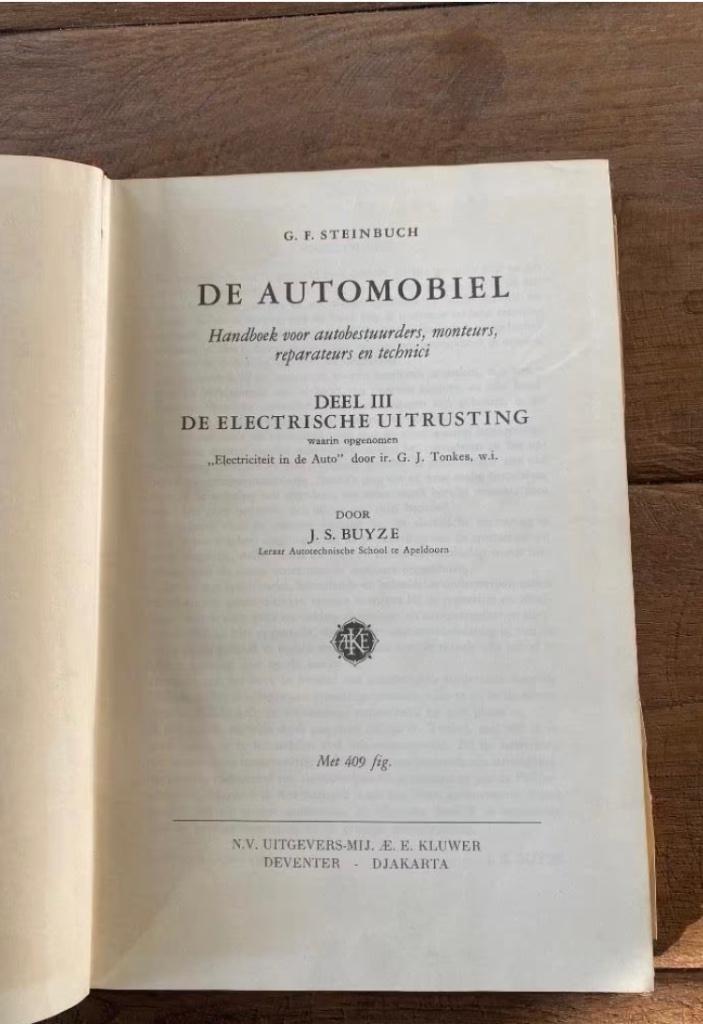 G. F. STEINBUCH
DE AUTOMOBIEL
Handboek voor autobestuurders, monteurs,
reparateurs en technici
DEEL III
DE ELECTRISCHE UITRUSTING
waarin opgenomen
„Electriciteit in de Auto” door ir. G. J. Tonkes, w.i.
DOOR
J. S. BUYZE
Leraar Autotechnische School te Apeldoorn
ÆKE
Met 409 fig.
N.V. UITGEVERS-MIJ. Æ. E. KLUWER
DEVENTER - DJAKARTA